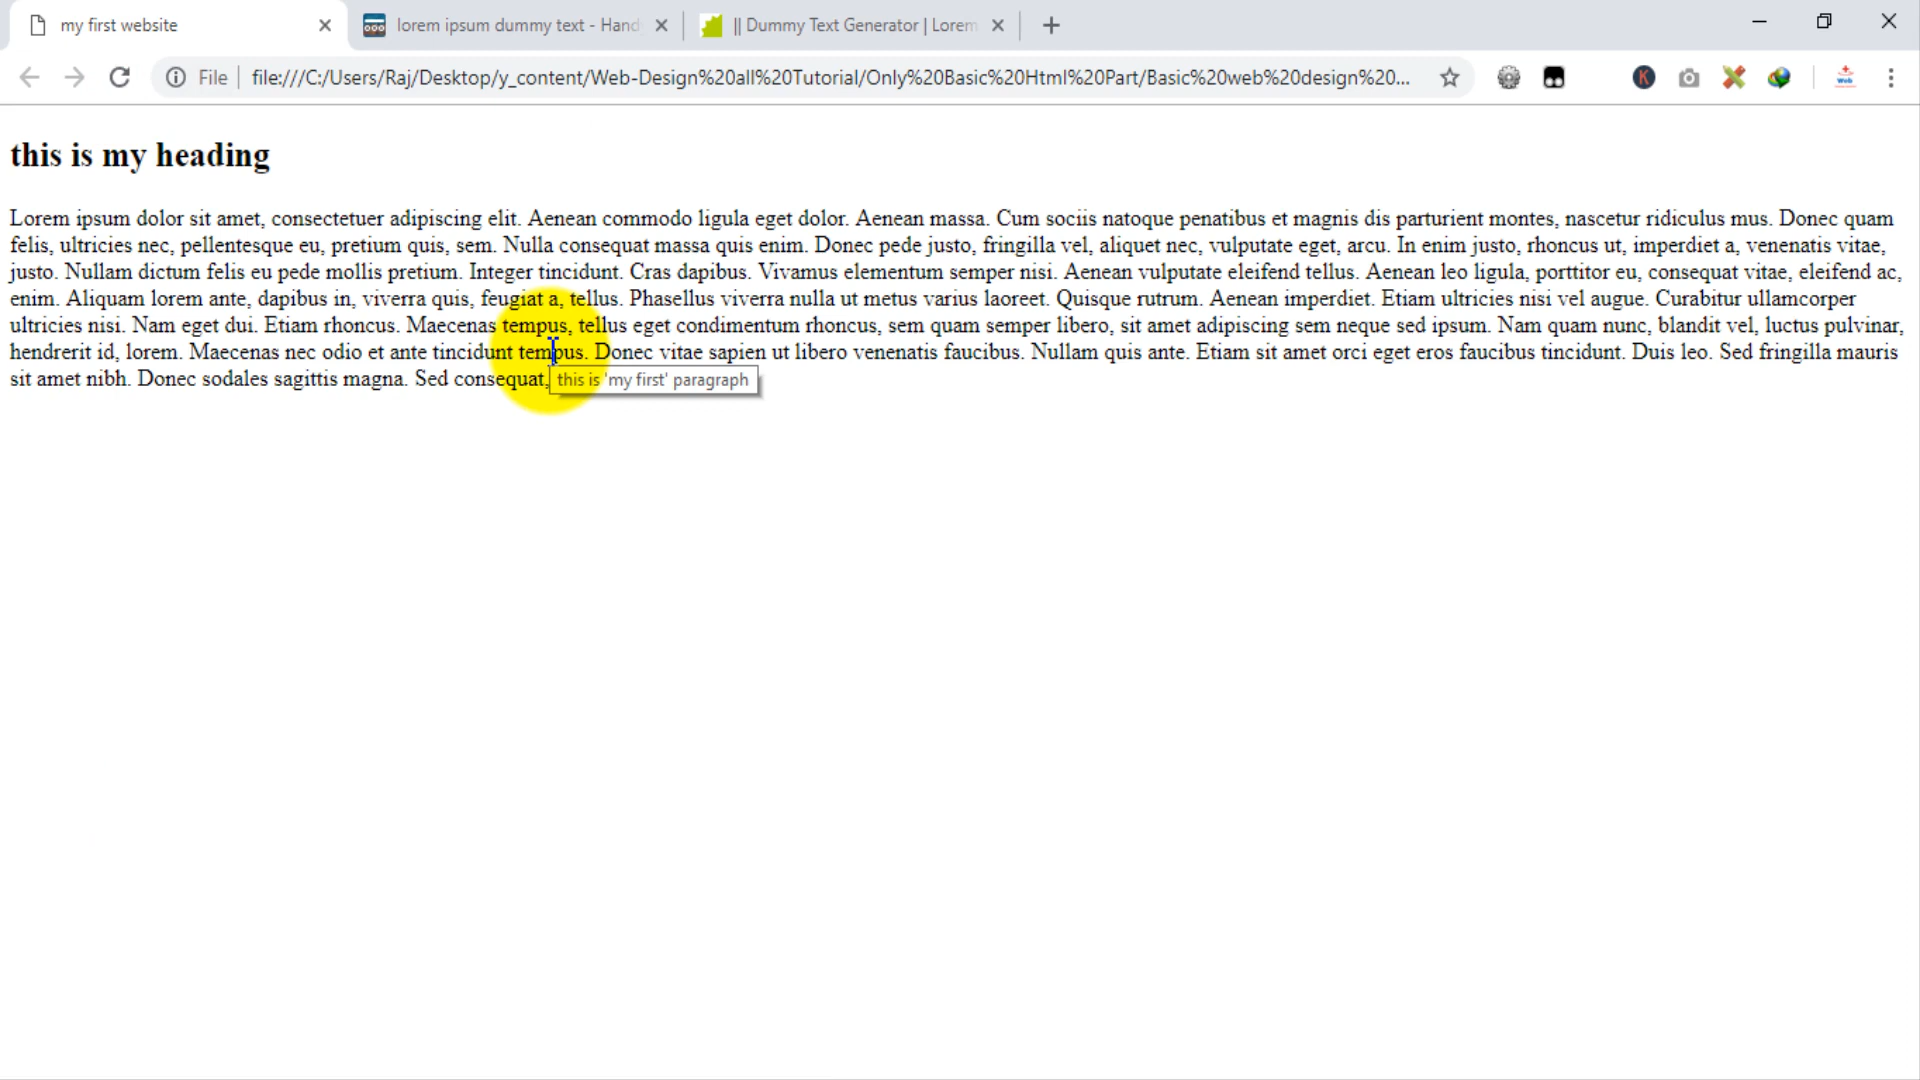 my first website
lorem ipsum dummy text - Hand
|| Dummy Text Generator | Lorem
File
file:///C:/Users/Raj/Desktop/y_content/Web-Design%20all%20Tutorial/Only%20Basic%20Html%20Part/Basic%20web%20design%20...
K
Web
this is my heading
Lorem ipsum dolor sit amet, consectetuer adipiscing elit. Aenean commodo ligula eget dolor. Aenean massa. Cum sociis natoque penatibus et magnis dis parturient montes, nascetur ridiculus mus. Donec quam
felis, ultricies nec, pellentesque eu, pretium quis, sem. Nulla consequat massa quis enim. Donec pede justo, fringilla vel, aliquet nec, vulputate eget, arcu. In enim justo, rhoncus ut, imperdiet a, venenatis vitae,
justo. Nullam dictum felis eu pede mollis pretium. Integer tincidunt. Cras dapibus. Vivamus elementum semper nisi. Aenean vulputate eleifend tellus. Aenean leo ligula, porttitor eu, consequat vitae, eleifend ac,
enim. Aliquam lorem ante, dapibus in, viverra quis, feugiat a, tellus. Phasellus viverra nulla ut metus varius laoreet. Quisque rutrum. Aenean imperdiet. Etiam ultricies nisi vel augue. Curabitur ullamcorper
ultricies nisi. Nam eget dui. Etiam rhoncus. Maecenas tempus, tellus eget condimentum rhoncus, sem quam semper libero, sit amet adipiscing sem neque sed ipsum. Nam quam nunc, blandit vel, luctus pulvinar,
hendrerit id, lorem. Maecenas nec odio et ante tincidunt tempus. Donec vitae sapien ut libero venenatis faucibus. Nullam quis ante. Etiam sit amet orci eget eros faucibus tincidunt. Duis leo. Sed fringilla mauris
sit amet nibh. Donec sodales sagittis magna. Sed consequat,
this is 'my first' paragraph